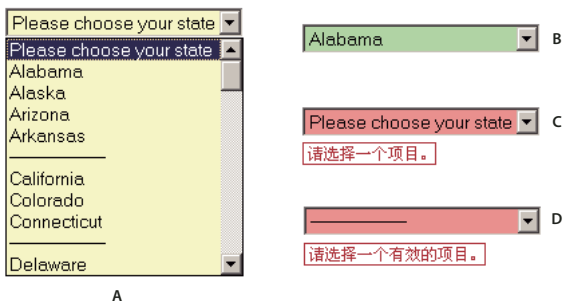 Please choose your state
Please choose your state
Alabama
Alaska
Arizona
Arkansas
California
Colorado
Connecticut
Delaware
A
Alabama
B
Please choose your state
C
请选择一个项目。
D
请选择一个有效的项目。